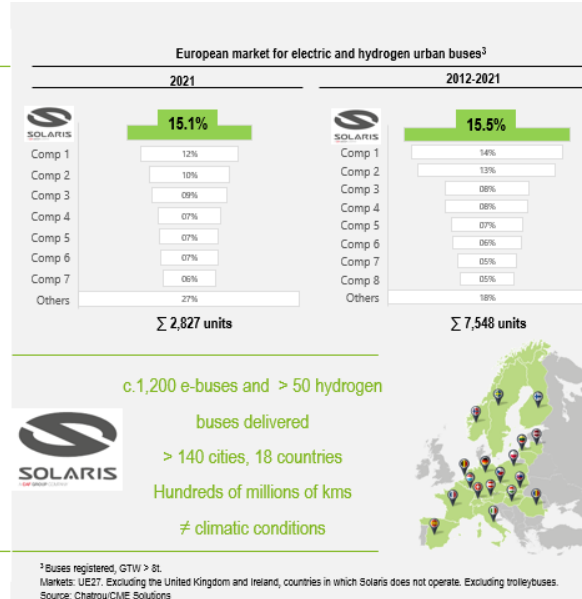 European market for electric and hydrogen urban buses3
2021
SOLARIS
15.1%
Comp 1 12%
Comp 2 10%
Comp 3 09%
Comp 4 07%
Comp 5 07%
Comp 6 07%
Comp 7 06%
Others 27%
∑ 2,827 units
2012-2021
SOLARIS
15.5%
Comp 1 14%
Comp 2 13%
Comp 3 08%
Comp 4 08%
Comp 5 07%
Comp 6 06%
Comp 7 05%
Comp 8 05%
Others 18%
∑ 7,548 units
SOLARIS
c.1,200 e-buses and > 50 hydrogen
buses delivered
> 140 cities, 18 countries
Hundreds of millions of kms
≠ climatic conditions
3 Buses registered, GTW > 8t.
Markets: UE27. Excluding the United Kingdom and Ireland, countries in which Solaris does not operate. Excluding trolleybuses.
Source: Chatrou/CME Solutions